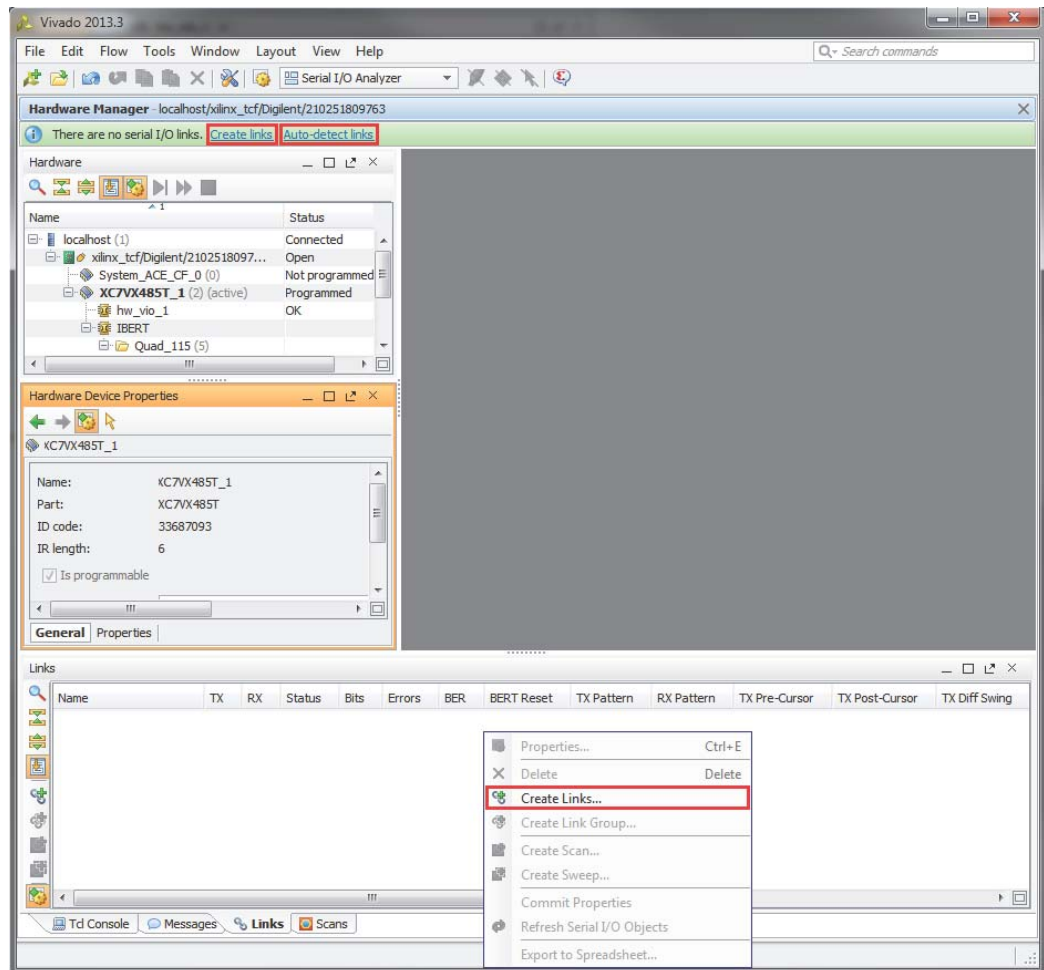 Vivado 2013.3
File Edit Flow Tools Window Layout View Help
Q- Search commands
Serial I/O Analyzer
Hardware Manager - localhost/xilinx_tcf/Digilent/210251809763
There are no serial I/O links. Create links Auto-detect links
Hardware
1
Name Status
localhost (1) Connected
xilinx_tcf/Digilent/2102518097... Open
System_ACE_CF_0 (0) Not programmed
XC7VX485T_1 (2) (active) Programmed
hw_vio_1 OK
IBERT
Quad_115 (5)
Hardware Device Properties
XC7VX485T_1
Name: XC7VX485T_1
Part: XC7VX485T
ID code: 33687093
IR length: 6
Is programmable
General Properties
Links
Name TX RX Status Bits Errors BER BERT Reset TX Pattern RX Pattern TX Pre-Cursor TX Post-Cursor TX Diff Swing
Properties... Ctrl+E
Delete Delete
Create Links...
Create Link Group...
Create Scan...
Create Sweep...
Commit Properties
Refresh Serial I/O Objects
Export to Spreadsheet...
Tcl Console Messages Links Scans